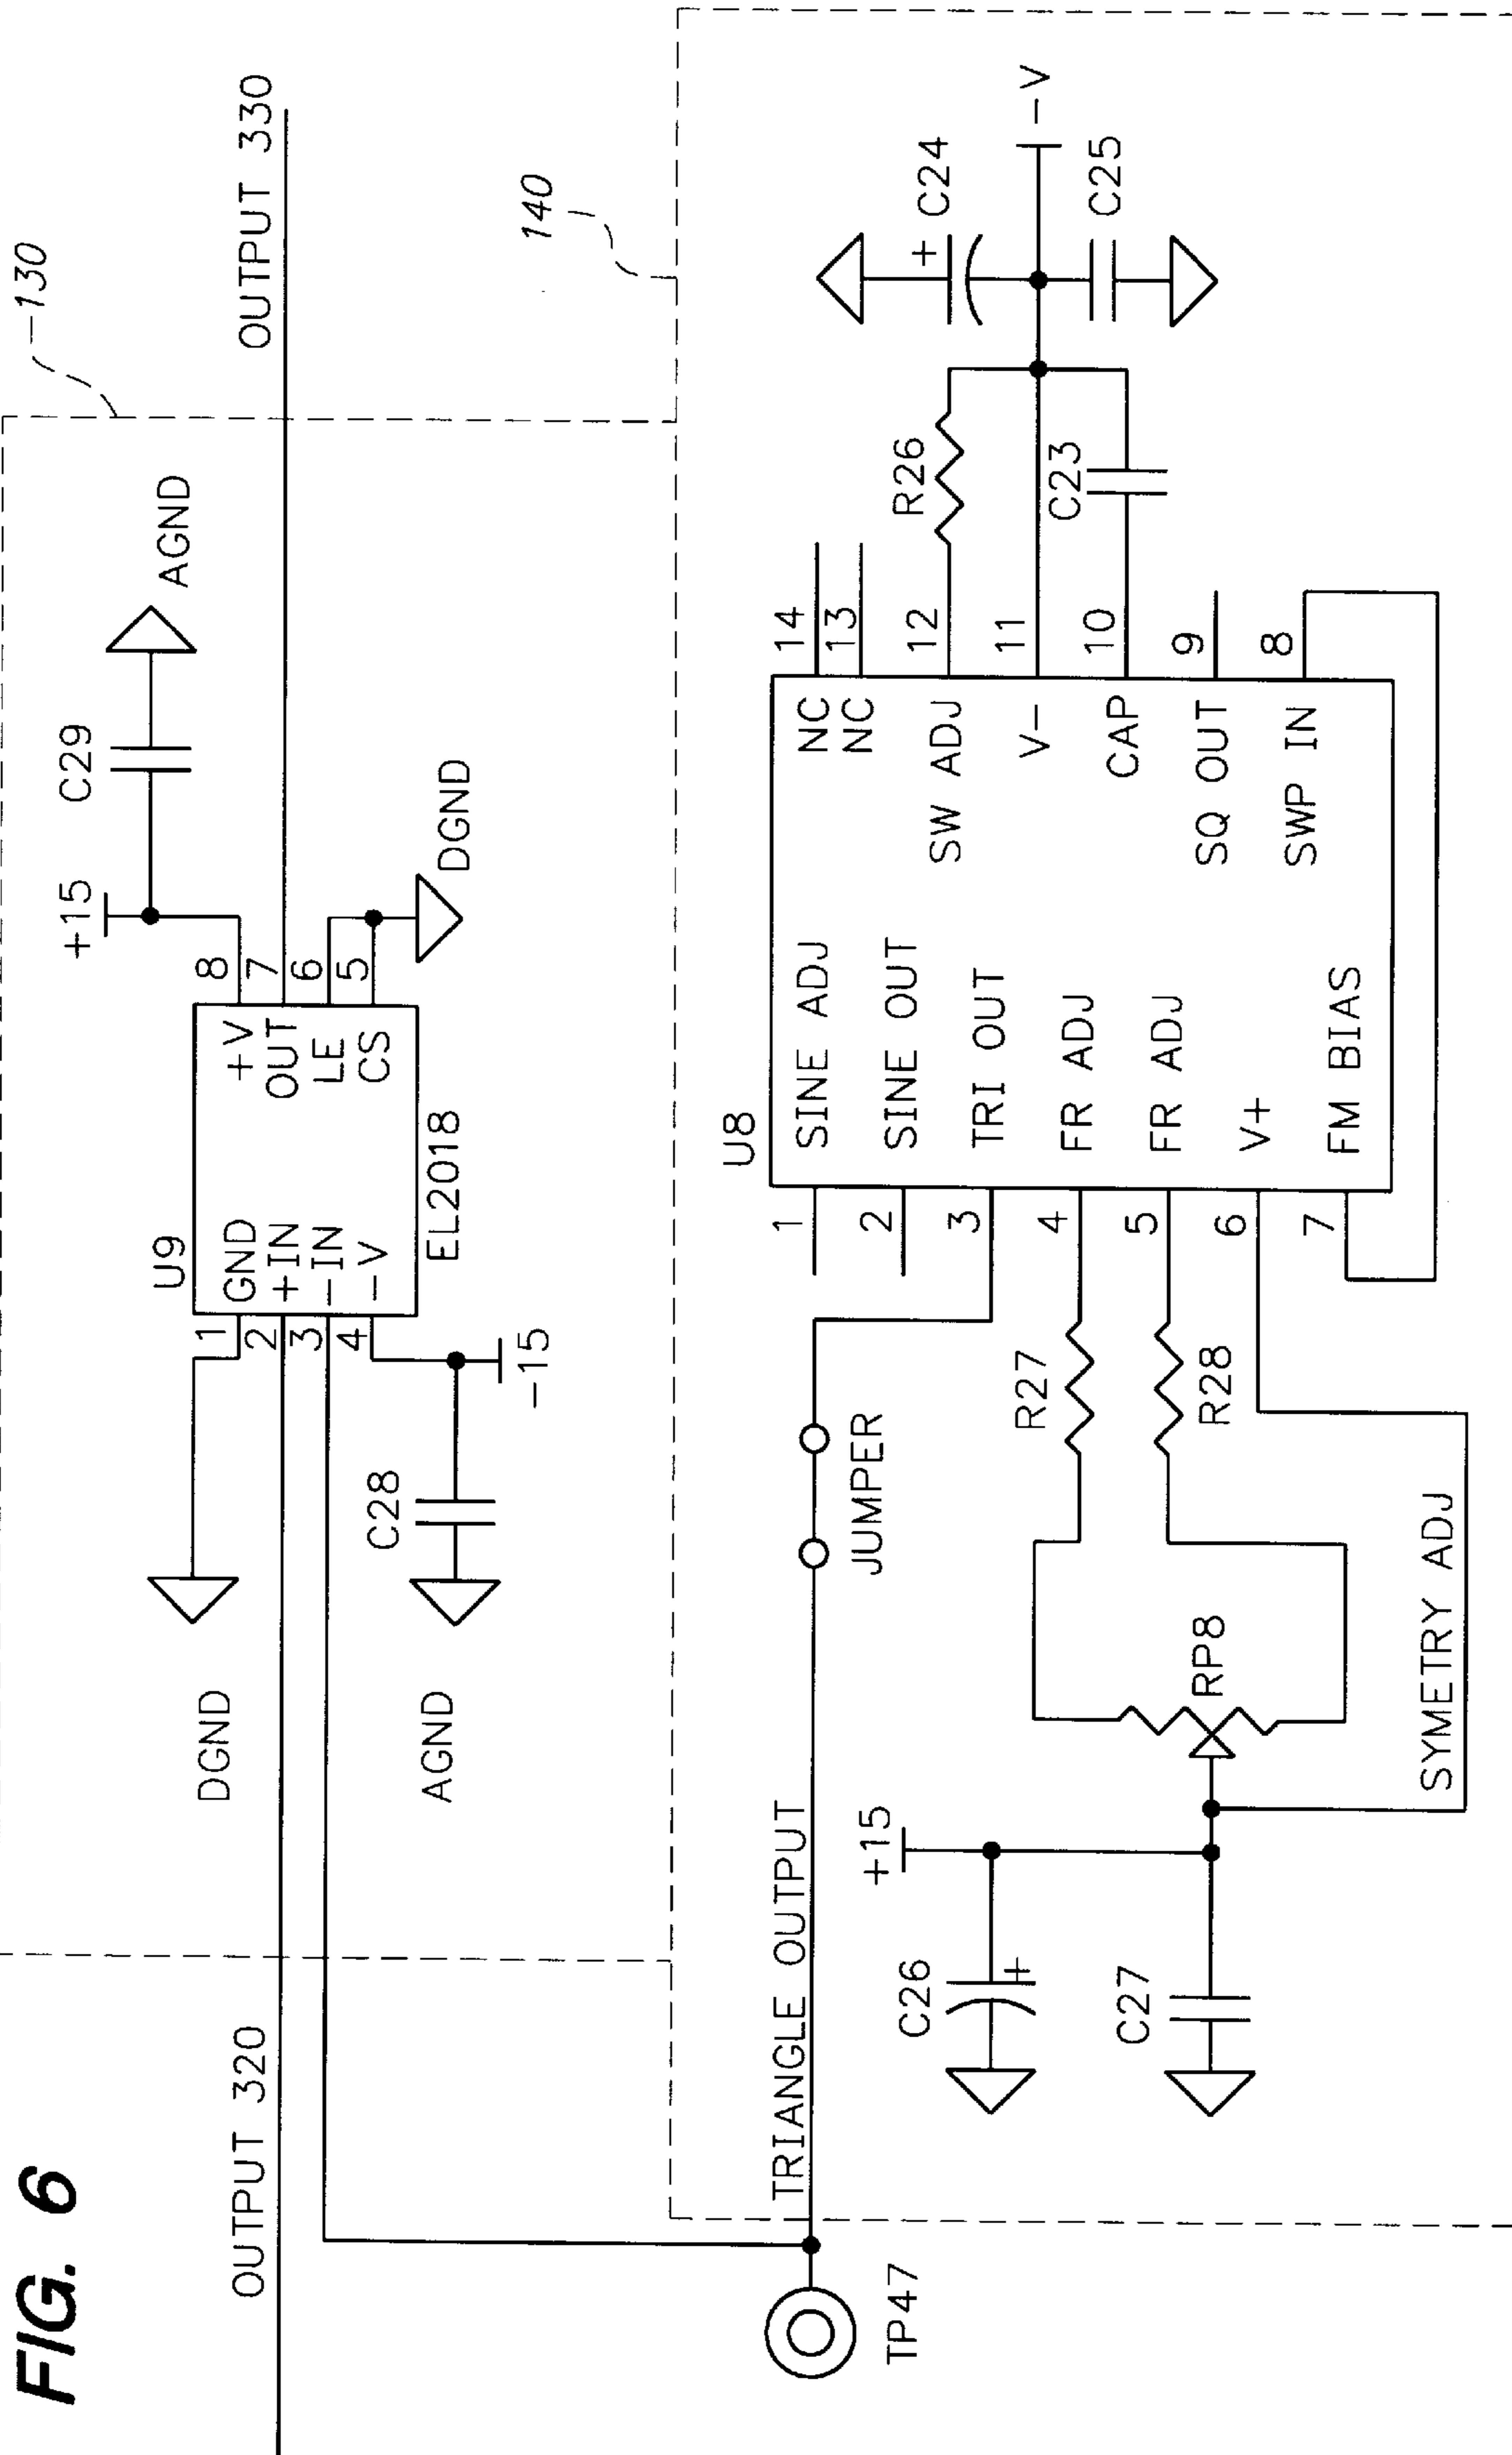 FIG. 6
OUTPUT 320
OUTPUT 330
130
140
DGND
AGND
C28
-15
U9
GND
+IN
-IN
-V
+V
OUT
LE
CS
1
2
3
4
8
7
6
5
EL2018
+15
C29
AGND
DGND
TP47
TRIANGLE OUTPUT
JUMPER
C26
+
C27
+15
RP8
SYMETRY ADJ
R27
R28
U8
1
2
3
4
5
6
7
SINE ADJ
SINE OUT
TRI OUT
FR ADJ
FR ADJ
V+
FM BIAS
NC
NC
SW ADJ
V-
CAP
SQ OUT
SWP IN
14
13
12
11
10
9
8
R26
C23
+
C24
C25
-V